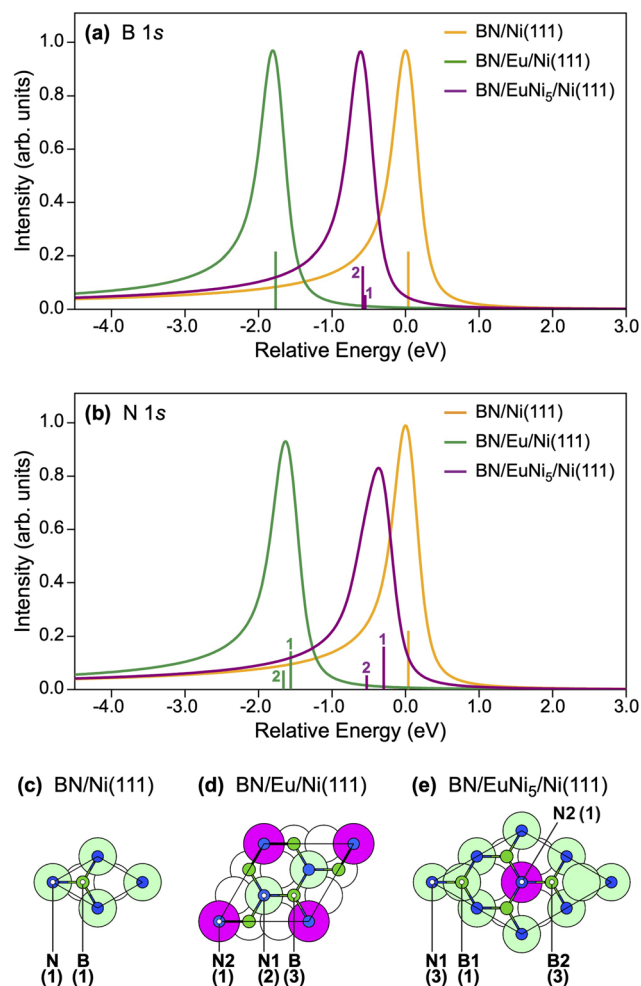 (a) B 1s
BN/Ni(111)
BN/Eu/Ni(111)
BN/EuNi5/Ni(111)
Intensity (arb. units)
1.0
0.8
0.6
0.4
0.2
0.0
2
1
-4.0 -3.0 -2.0 -1.0 0.0 1.0 2.0 3.0
Relative Energy (eV)
(b) N 1s
BN/Ni(111)
BN/Eu/Ni(111)
BN/EuNi5/Ni(111)
Intensity (arb. units)
1.0
0.8
0.6
0.4
0.2
0.0
1
2
1
2
-4.0 -3.0 -2.0 -1.0 0.0 1.0 2.0 3.0
Relative Energy (eV)
(c) BN/Ni(111)
N B
(1) (1)
(d) BN/Eu/Ni(111)
N2 N1 B
(1) (2) (3)
(e) BN/EuNi5/Ni(111)
N2 (1)
N1 B1 B2
(3) (1) (3)